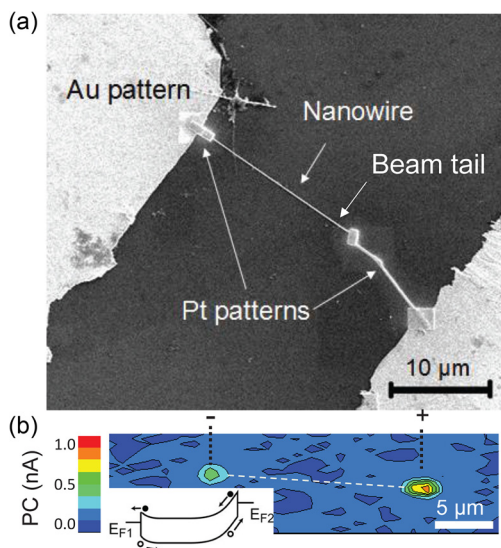 (a)
Au pattern
Nanowire
Beam tail
Pt patterns
10 µm
(b)
PC (nA)
1.0
0.5
0.0
-
+
E_F1
E_F2
5 µm